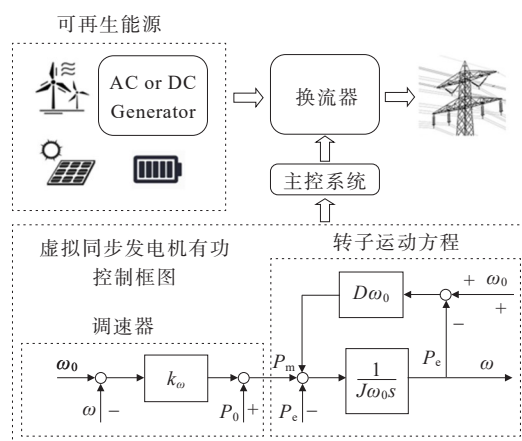 可再生能源
AC or DC
Generator
换流器
主控系统
虚拟同步发电机有功
控制框图
转子运动方程
调速器
Dω₀
+ ω₀
+
−
ω₀
kω
Pm
1
Jω₀s
Pe
ω
ω −
P₀ +
Pe −